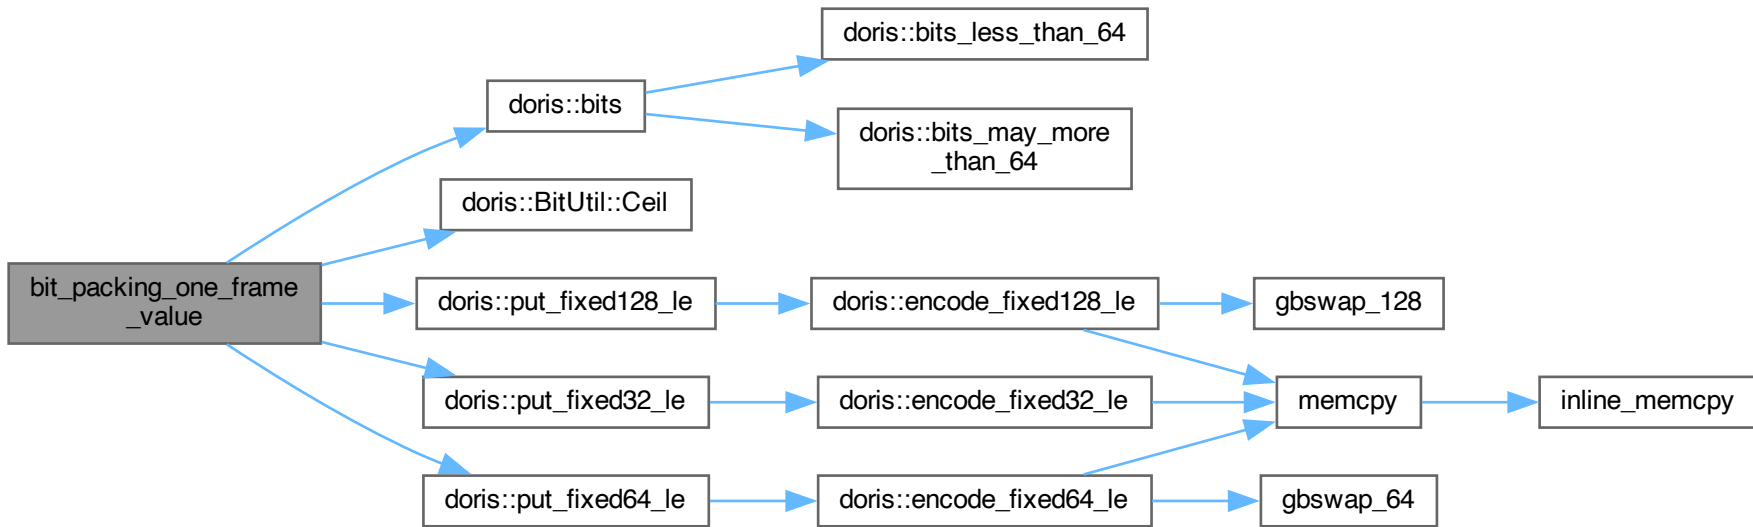 doris::bits_less_than_64
doris::bits
doris::bits_may_more
_than_64
doris::BitUtil::Ceil
bit_packing_one_frame
_value
doris::put_fixed128_le
doris::encode_fixed128_le
gbswap_128
doris::put_fixed32_le
doris::encode_fixed32_le
memcpy
inline_memcpy
doris::put_fixed64_le
doris::encode_fixed64_le
gbswap_64